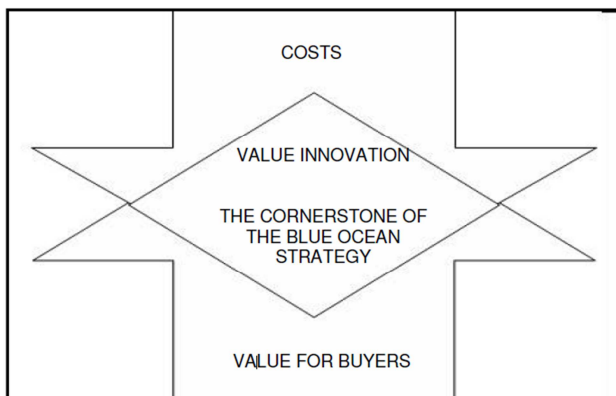 COSTS
VALUE INNOVATION
THE CORNERSTONE OF
THE BLUE OCEAN
STRATEGY
VALUE FOR BUYERS